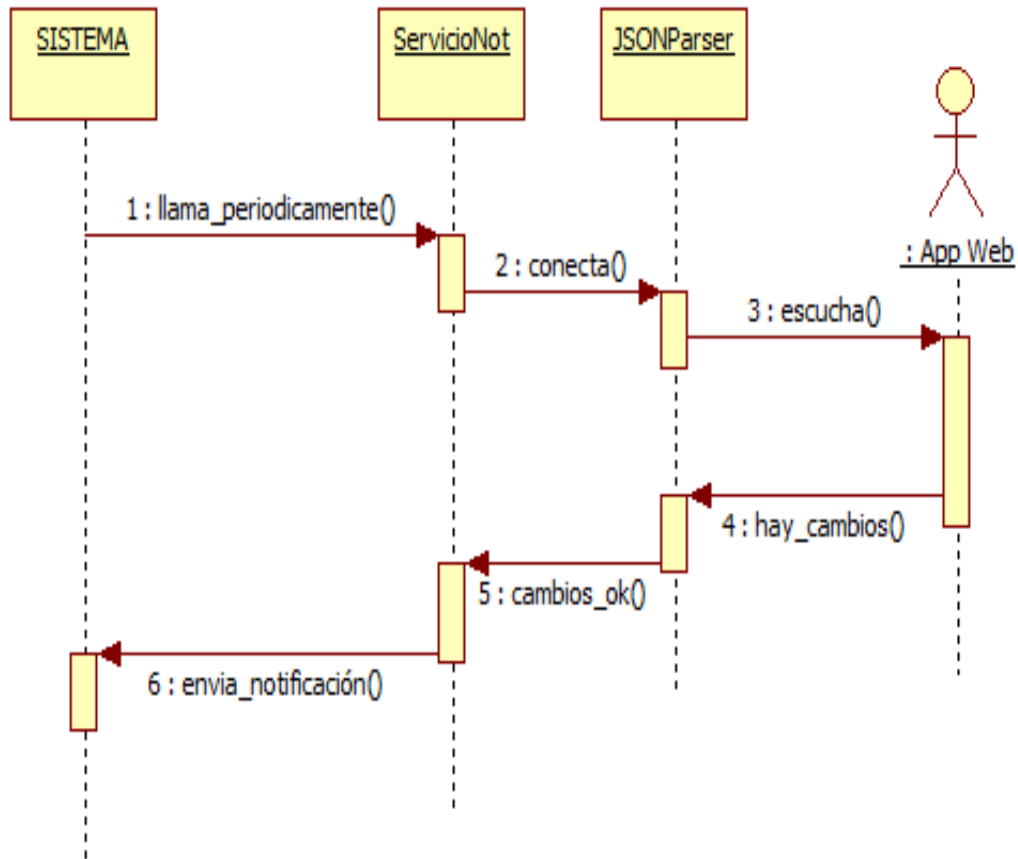 SISTEMA
ServicioNot
JSONParser
: App Web
1 : llama_periodicamente()
2 : conecta()
3 : escucha()
4 : hay_cambios()
5 : cambios_ok()
6 : envia_notificación()